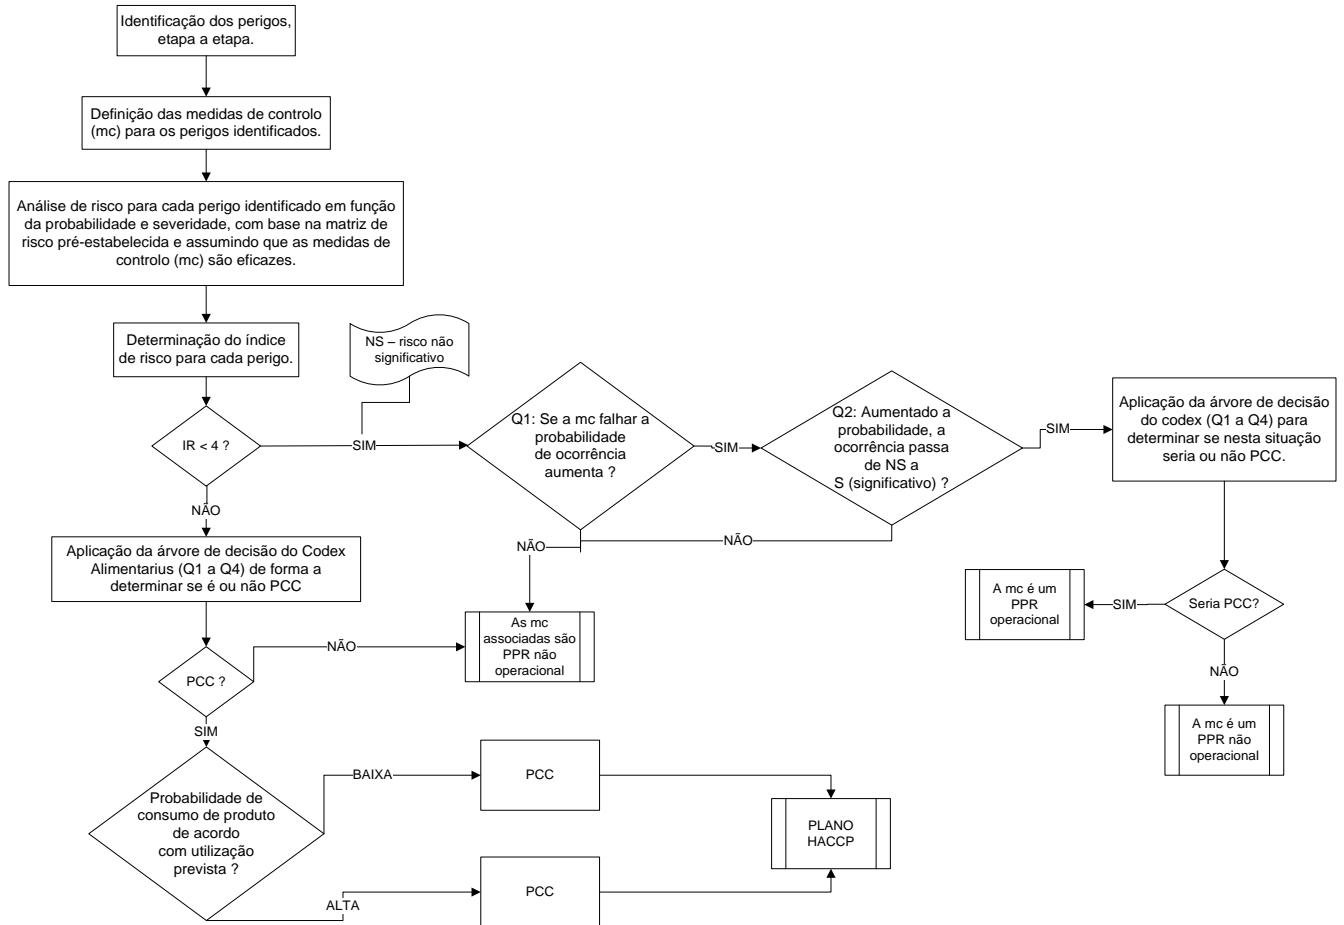 Identificação dos perigos,
etapa a etapa.
Definição das medidas de controlo
(mc) para os perigos identificados.
Análise de risco para cada perigo identificado em função
da probabilidade e severidade, com base na matriz de
risco pré-estabelecida e assumindo que as medidas de
controlo (mc) são eficazes.
Determinação do índice
de risco para cada perigo.
NS – risco não
significativo
IR < 4 ?
SIM
Q1: Se a mc falhar a
probabilidade
de ocorrência
aumenta ?
SIM
Q2: Aumentado a
probabilidade, a
ocorrência passa
de NS a
S (significativo) ?
SIM
Aplicação da árvore de decisão
do codex (Q1 a Q4) para
determinar se nesta situação
seria ou não PCC.
NÃO
NÃO
NÃO
Aplicação da árvore de decisão do Codex
Alimentarius (Q1 a Q4) de forma a
determinar se é ou não PCC
A mc é um
PPR
operacional
SIM
Seria PCC?
As mc
associadas são
PPR não
operacional
NÃO
PCC ?
NÃO
SIM
A mc é um
PPR não
operacional
Probabilidade de
consumo de produto
de acordo
com utilização
prevista ?
BAIXA
PCC
PLANO
HACCP
ALTA
PCC